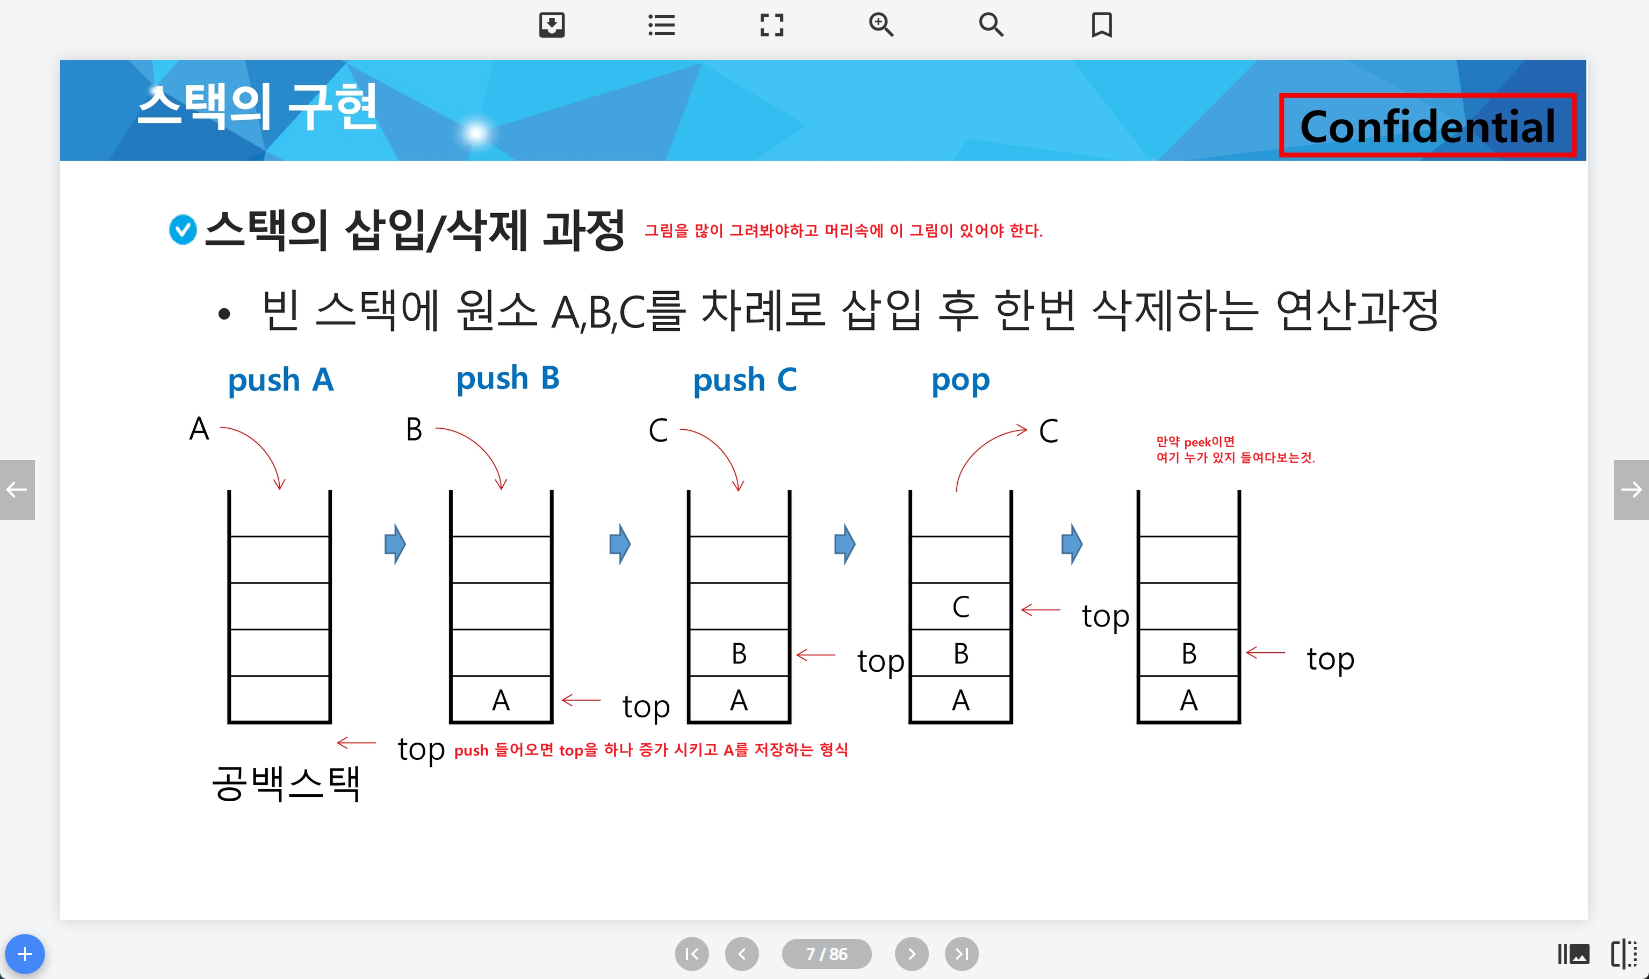 스택의 구현
Confidential
스택의 삽입/삭제 과정
그림을 많이 그려봐야하고 머리속에 이 그림이 있어야 한다.
• 빈 스택에 원소 A,B,C를 차례로 삽입 후 한번 삭제하는 연산과정
push A
push B
push C
pop
A
B
C
C
만약 peek이면
여기 누가 있지 들여다보는것.
C
top
B
top
B
B
top
A
top
A
A
A
top
push 들어오면 top을 하나 증가 시키고 A를 저장하는 형식
공백스택
7 / 86